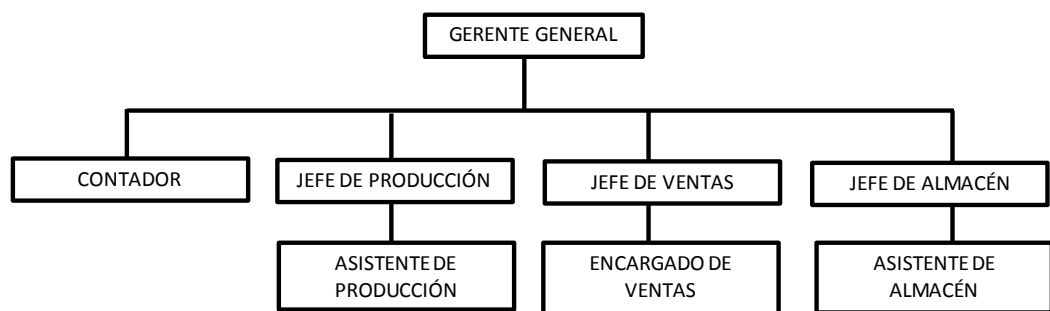 GERENTE GENERAL
CONTADOR
JEFE DE PRODUCCIÓN
JEFE DE VENTAS
JEFE DE ALMACÉN
ASISTENTE DE
PRODUCCIÓN
ENCARGADO DE
VENTAS
ASISTENTE DE
ALMACÉN